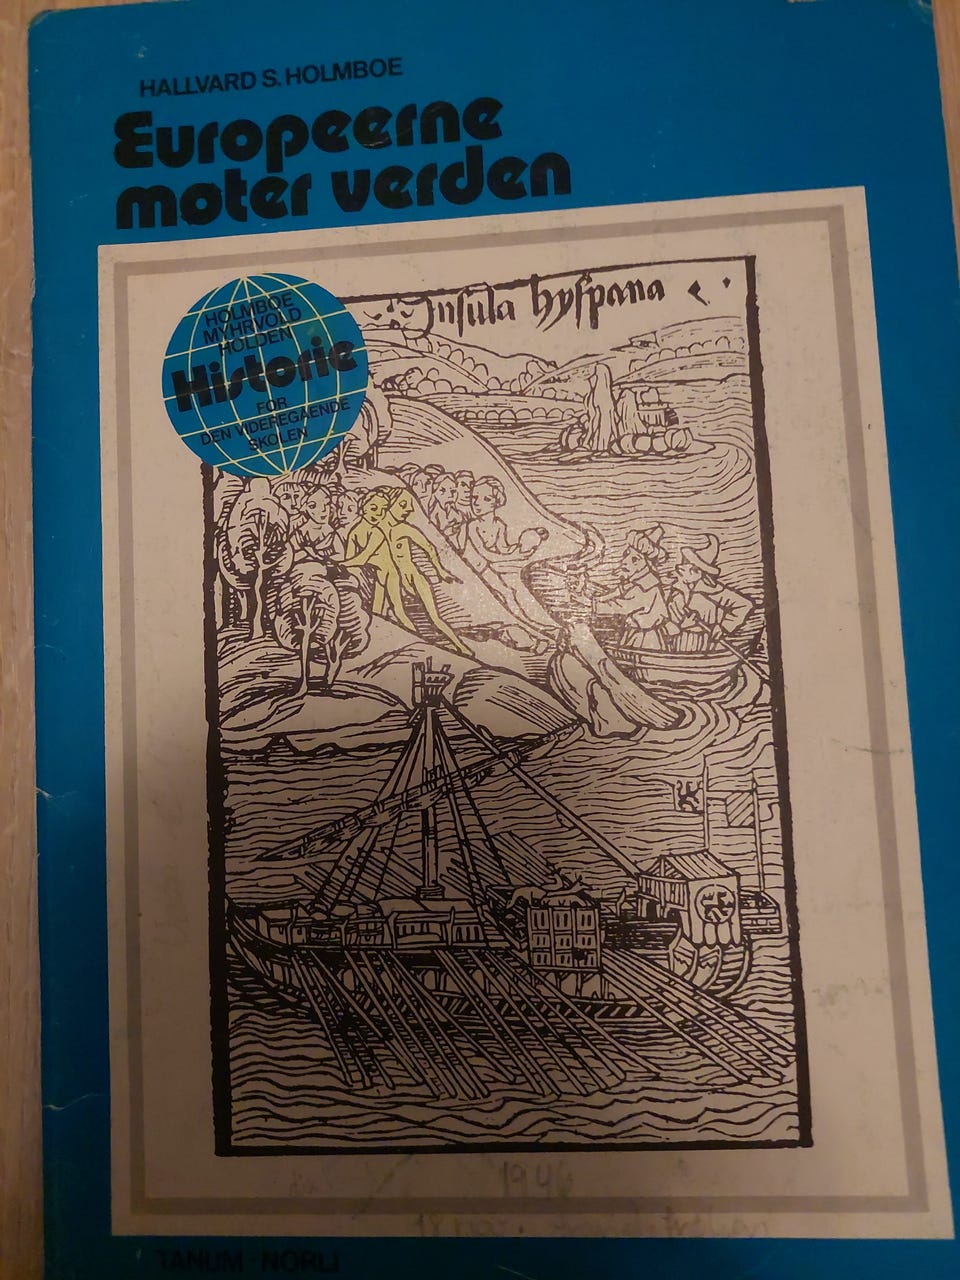 HALLVARD S. HOLMBOE
Europeerne
møter verden
Insula hyspana
HOLMBOE
MYHRVOLD
HOLDEN
Historie
FOR
DEN VIDEREGÅENDE
SKOLEN
TANUM - NORLI